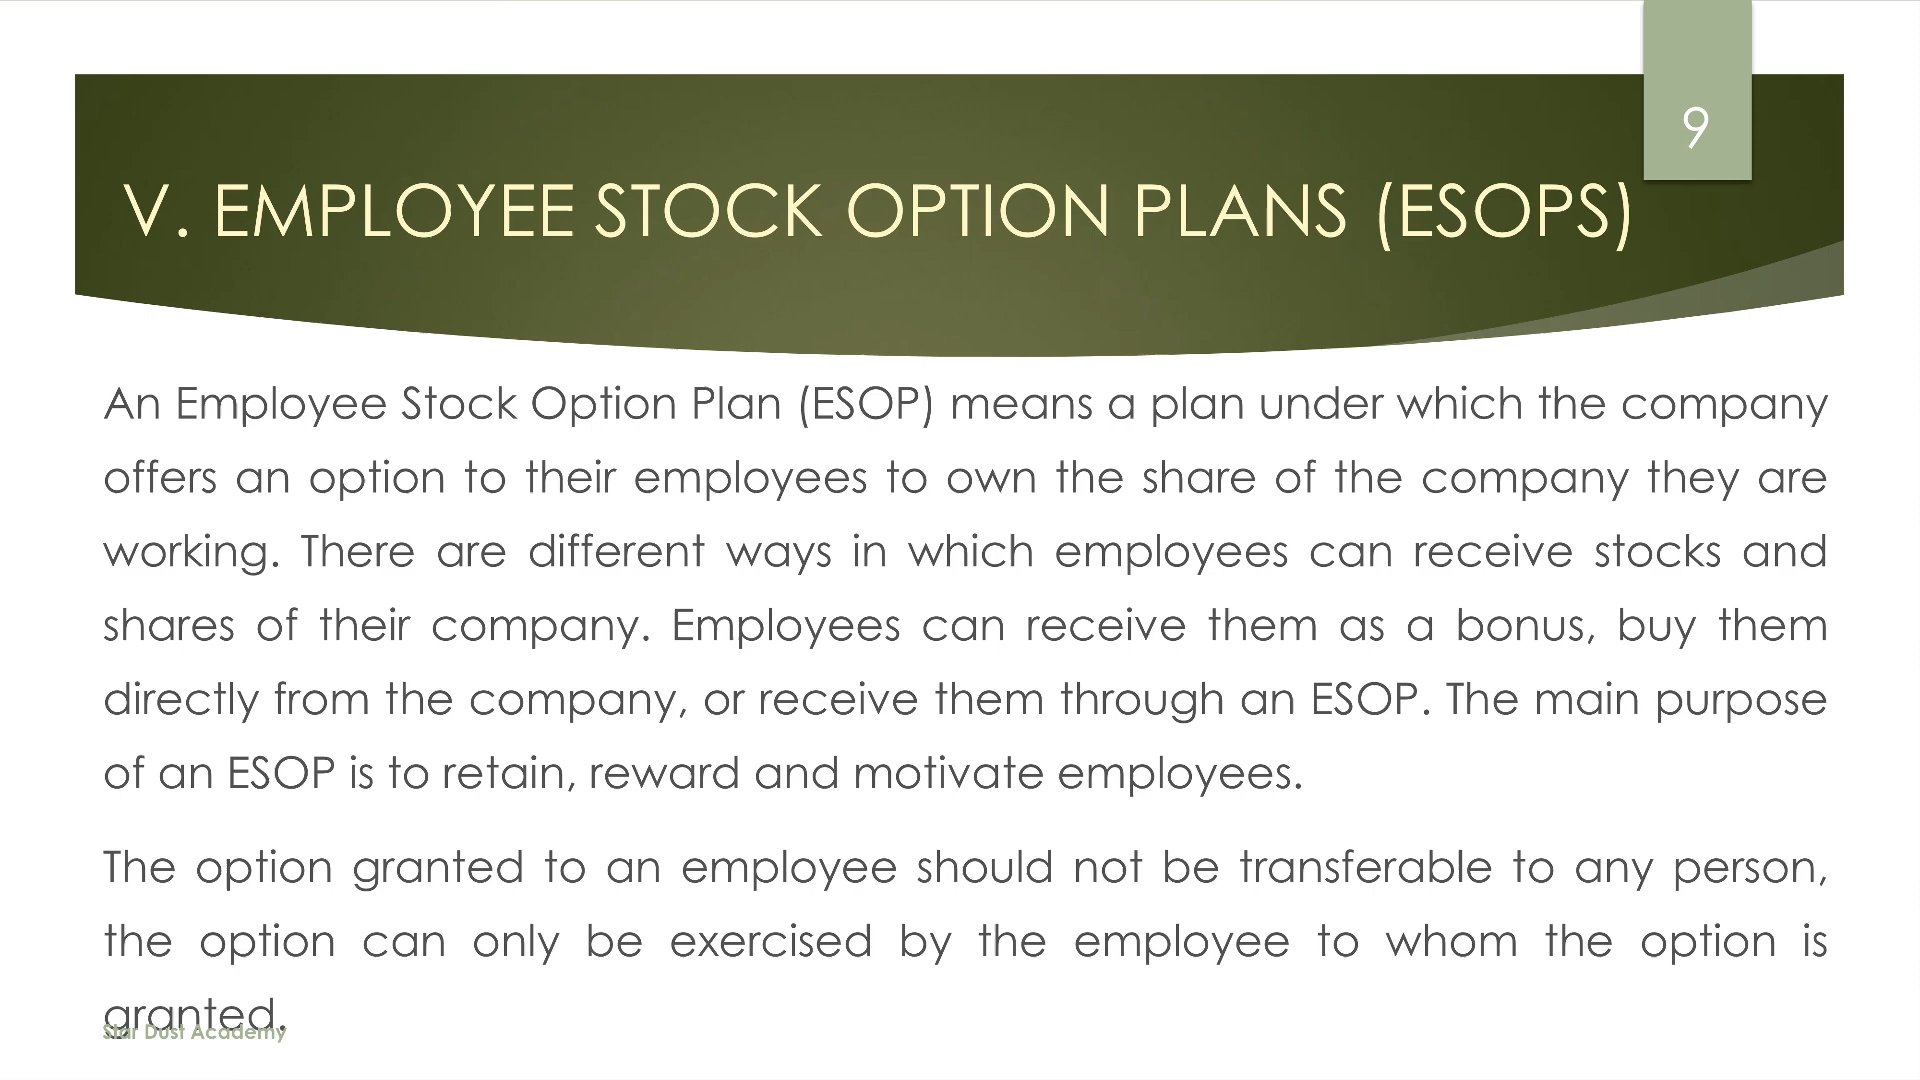 9
V. EMPLOYEE STOCK OPTION PLANS (ESOPS)
An Employee Stock Option Plan (ESOP) means a plan under which the company
offers an option to their employees to own the share of the company they are
working. There are different ways in which employees can receive stocks and
shares of their company. Employees can receive them as a bonus, buy them
directly from the company, or receive them through an ESOP. The main purpose
of an ESOP is to retain, reward and motivate employees.
The option granted to an employee should not be transferable to any person,
the option can only be exercised by the employee to whom the option is
granted.
Star Dust Academy